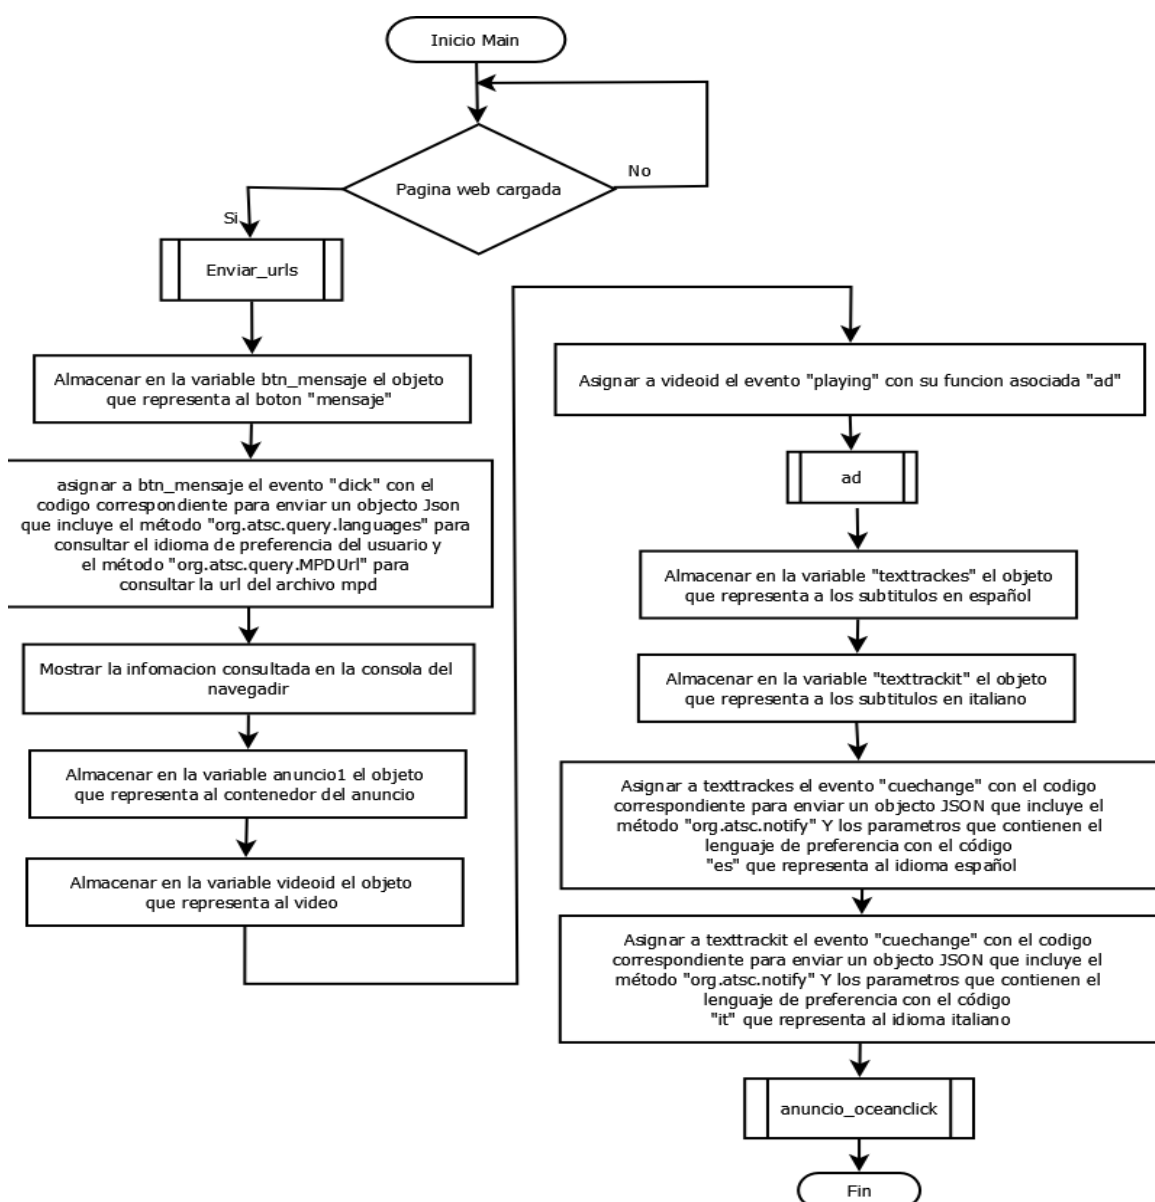 Inicio Main
No
Pagina web cargada
Si
Enviar_urls
Almacenar en la variable btn_mensaje el objeto
que representa al boton "mensaje"
asignar a btn_mensaje el evento "click" con el
codigo correspondiente para enviar un objecto Json
que incluye el método "org.atsc.query.languages" para
consultar el idioma de preferencia del usuario y
el método "org.atsc.query.MPDUrl" para
consultar la url del archivo mpd
Mostrar la infomacion consultada en la consola del
navegadir
Almacenar en la variable anuncio1 el objeto
que representa al contenedor del anuncio
Almacenar en la variable videoid el objeto
que representa al video
Asignar a videoid el evento "playing" con su funcion asociada "ad"
ad
Almacenar en la variable "texttrackes" el objeto
que representa a los subtitulos en español
Almacenar en la variable "texttrackit" el objeto
que representa a los subtitulos en italiano
Asignar a texttrackes el evento "cuechange" con el codigo
correspondiente para enviar un objecto JSON que incluye el
método "org.atsc.notify" Y los parametros que contienen el
lenguaje de preferencia con el código
"es" que representa al idioma español
Asignar a texttrackit el evento "cuechange" con el codigo
correspondiente para enviar un objecto JSON que incluye el
método "org.atsc.notify" Y los parametros que contienen el
lenguaje de preferencia con el código
"it" que representa al idioma italiano
anuncio_oceanclick
Fin